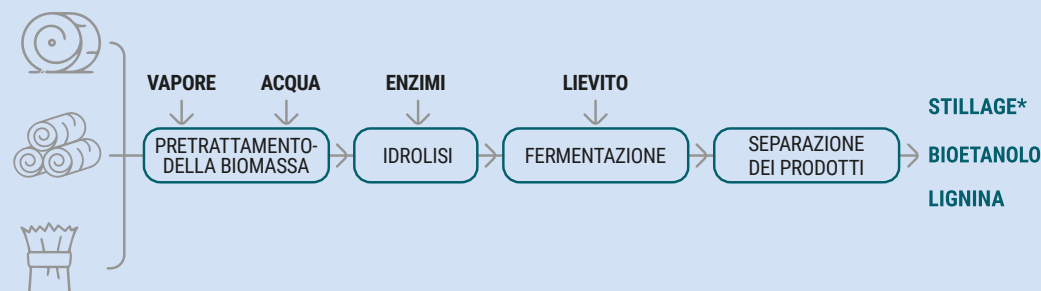 VAPORE
ACQUA
ENZIMI
LIEVITO
PRETRATTAMENTO-
DELLA BIOMASSA
IDROLISI
FERMENTAZIONE
SEPARAZIONE
DEI PRODOTTI
STILLAGE*
BIOETANOLO
LIGNINA